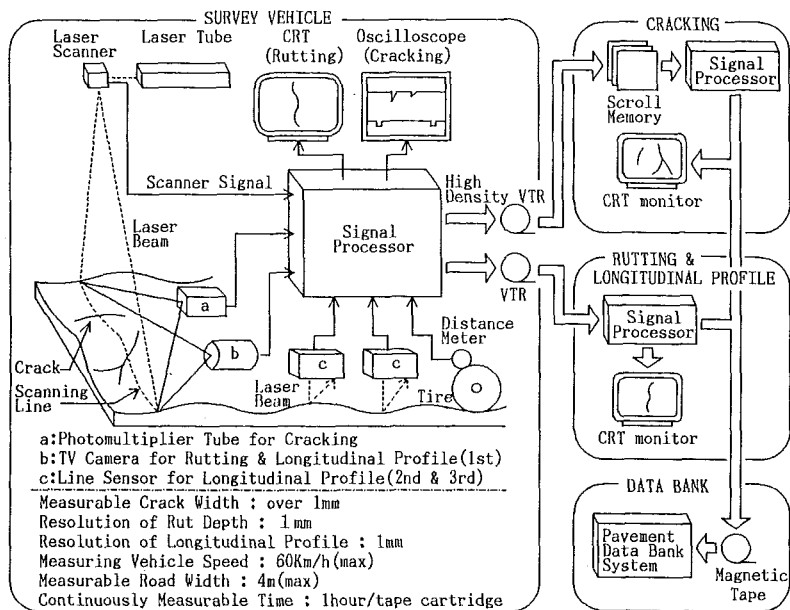 SURVEY VEHICLE
Laser
Scanner
Laser Tube
CRT
(Rutting)
Oscilloscope
(Cracking)
Scanner Signal
Laser
Beam
Signal
Processor
High
Density VTR
VTR
a
b
c
c
Crack
Scanning
Line
Laser
Beam
Distance
Meter
Tire
a:Photomultiplier Tube for Cracking
b:TV Camera for Rutting & Longitudinal Profile(1st)
c:Line Sensor for Longitudinal Profile(2nd & 3rd)
Measurable Crack Width : over 1mm
Resolution of Rut Depth : 1mm
Resolution of Longitudinal Profile : 1mm
Measuring Vehicle Speed : 60Km/h(max)
Measurable Road Width : 4m(max)
Continuously Measurable Time : 1hour/tape cartridge
CRACKING
Scroll
Memory
Signal
Processor
CRT monitor
RUTTING &
LONGITUDINAL PROFILE
Signal
Processor
CRT monitor
DATA BANK
Pavement
Data Bank
System
Magnetic
Tape